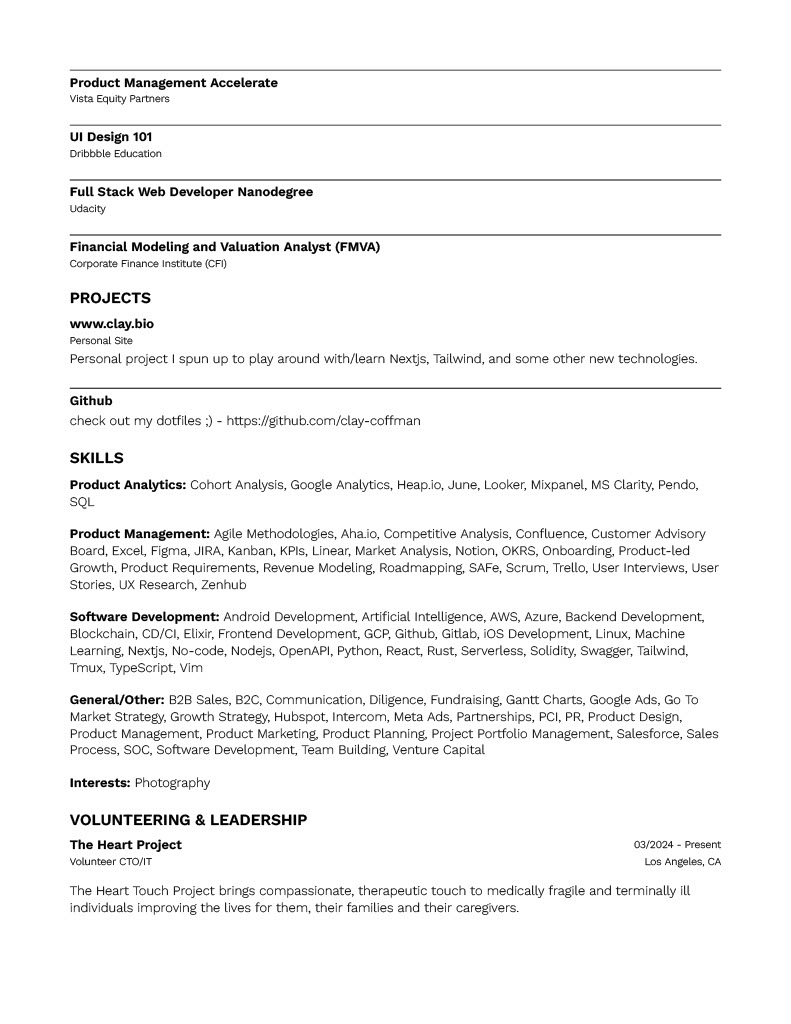 Product Management Accelerate
Vista Equity Partners
UI Design 101
Dribbble Education
Full Stack Web Developer Nanodegree
Udacity
Financial Modeling and Valuation Analyst (FMVA)
Corporate Finance Institute (CFI)
PROJECTS
www.clay.bio
Personal Site
Personal project I spun up to play around with/learn Nextjs, Tailwind, and some other new technologies.
Github
check out my dotfiles ;) - https://github.com/clay-coffman
SKILLS
Product Analytics: Cohort Analysis, Google Analytics, Heap.io, June, Looker, Mixpanel, MS Clarity, Pendo,
SQL
Product Management: Agile Methodologies, Aha.io, Competitive Analysis, Confluence, Customer Advisory
Board, Excel, Figma, JIRA, Kanban, KPIs, Linear, Market Analysis, Notion, OKRS, Onboarding, Product-led
Growth, Product Requirements, Revenue Modeling, Roadmapping, SAFe, Scrum, Trello, User Interviews, User
Stories, UX Research, Zenhub
Software Development: Android Development, Artificial Intelligence, AWS, Azure, Backend Development,
Blockchain, CD/CI, Elixir, Frontend Development, GCP, Github, Gitlab, iOS Development, Linux, Machine
Learning, Nextjs, No-code, Nodejs, OpenAPI, Python, React, Rust, Serverless, Solidity, Swagger, Tailwind,
Tmux, TypeScript, Vim
General/Other: B2B Sales, B2C, Communication, Diligence, Fundraising, Gantt Charts, Google Ads, Go To
Market Strategy, Growth Strategy, Hubspot, Intercom, Meta Ads, Partnerships, PCI, PR, Product Design,
Product Management, Product Marketing, Product Planning, Project Portfolio Management, Salesforce, Sales
Process, SOC, Software Development, Team Building, Venture Capital
Interests: Photography
VOLUNTEERING & LEADERSHIP
The Heart Project 03/2024 - Present
Volunteer CTO/IT Los Angeles, CA
The Heart Touch Project brings compassionate, therapeutic touch to medically fragile and terminally ill
individuals improving the lives for them, their families and their caregivers.